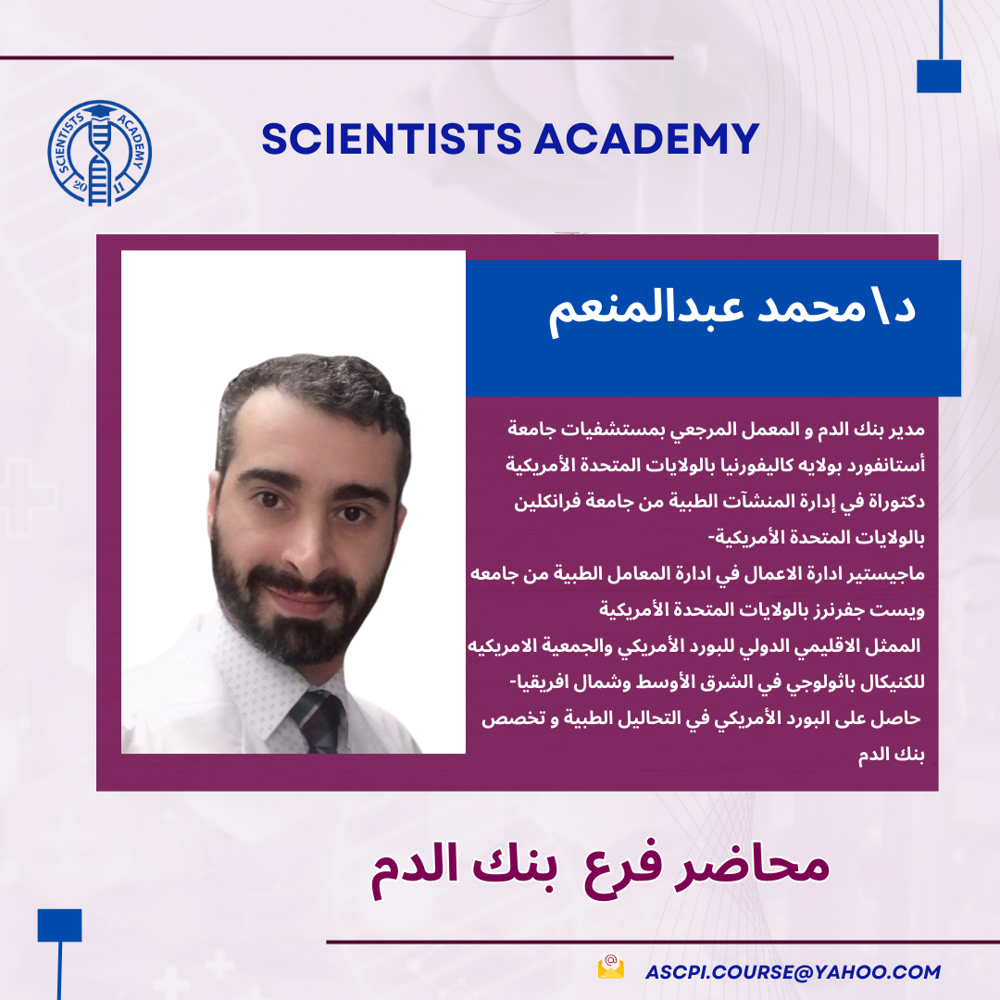 SCIENTISTS ACADEMY
SCIENTISTS ACADEMY
20 11
د\محمد عبدالمنعم
مدير بنك الدم و المعمل المرجعي بمستشفيات جامعة
أستانفورد بولايه كاليفورنيا بالولايات المتحدة الأمريكية
دكتوراة في إدارة المنشآت الطبية من جامعة فرانكلين
بالولايات المتحدة الأمريكية-
ماجيستير ادارة الاعمال في ادارة المعامل الطبية من جامعه
ويست جفرنرز بالولايات المتحدة الأمريكية
الممثل الاقليمي الدولي للبورد الأمريكي والجمعية الامريكيه
للكنيكال باثولوجي في الشرق الأوسط وشمال افريقيا-
حاصل على البورد الأمريكي في التحاليل الطبية و تخصص
بنك الدم
محاضر فرع بنك الدم
ASCPI.COURSE@YAHOO.COM